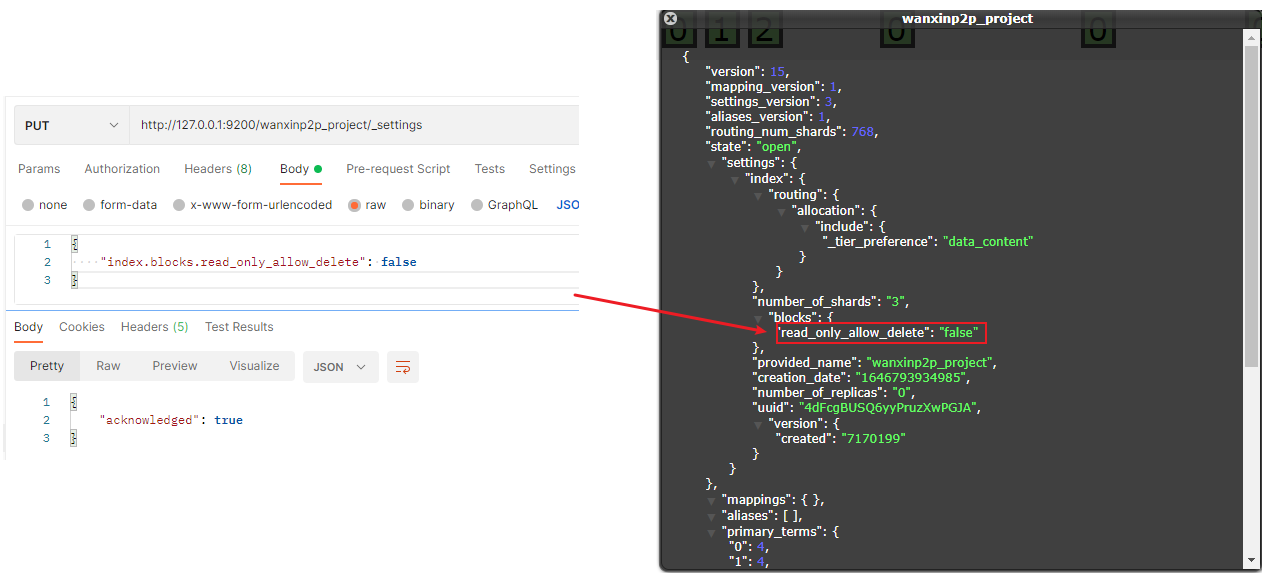 PUT
http://127.0.0.1:9200/wanxinp2p_project/_settings
Params Authorization Headers (8) Body Pre-request Script Tests Settings
none form-data x-www-form-urlencoded raw binary GraphQL JSO
1 {
2 "index.blocks.read_only_allow_delete": false
3 }
Body Cookies Headers (5) Test Results
Pretty Raw Preview Visualize JSON
1 {
2 "acknowledged": true
3 }
wanxinp2p_project
0 1 2 0 0
{
"version": 15,
"mapping_version": 1,
"settings_version": 3,
"aliases_version": 1,
"routing_num_shards": 768,
"state": "open",
"settings": {
"index": {
"routing": {
"allocation": {
"include": {
"_tier_preference": "data_content"
}
}
},
"number_of_shards": "3",
"blocks": {
"read_only_allow_delete": "false"
},
"provided_name": "wanxinp2p_project",
"creation_date": "1646793934985",
"number_of_replicas": "0",
"uuid": "4dFcgBUSQ6yyPruzXwPGJA",
"version": {
"created": "7170199"
}
}
},
"mappings": { },
"aliases": [ ],
"primary_terms": {
"0": 4,
"1": 4,